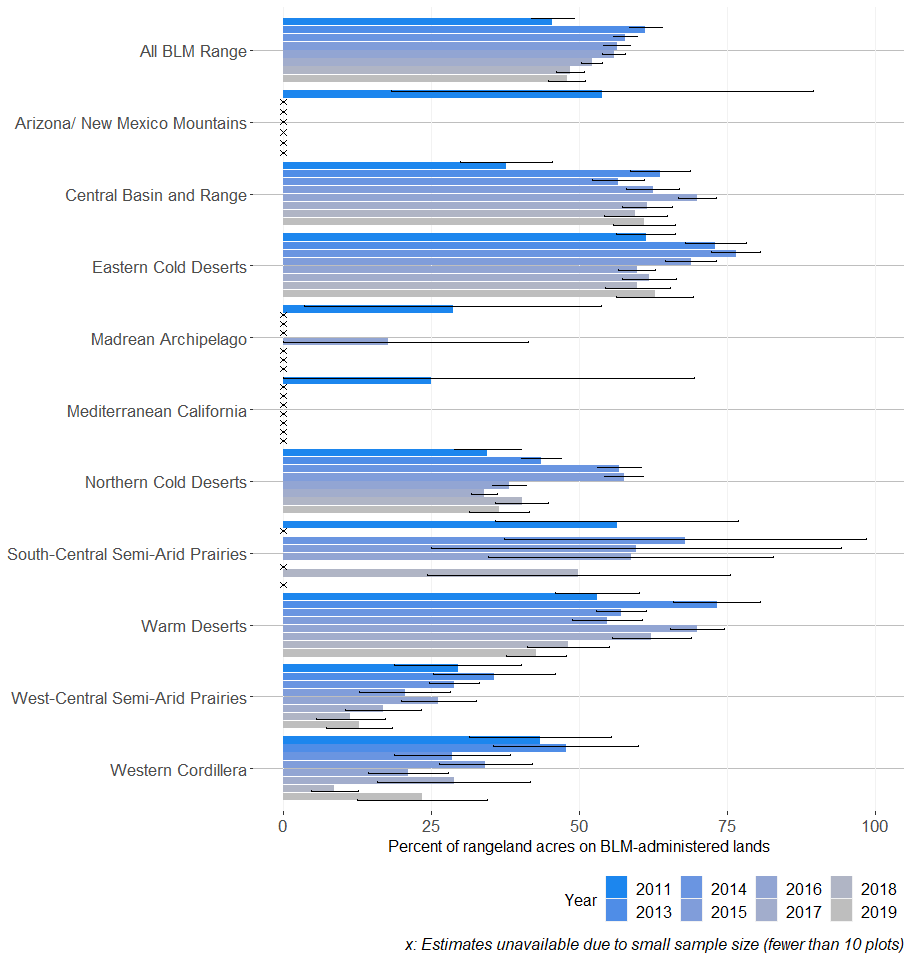 All BLM Range
Arizona/ New Mexico Mountains
Central Basin and Range
Eastern Cold Deserts
Madrean Archipelago
Mediterranean California
Northern Cold Deserts
South-Central Semi-Arid Prairies
Warm Deserts
West-Central Semi-Arid Prairies
Western Cordillera
0 25 50 75 100
Percent of rangeland acres on BLM-administered lands
Year
2011 2014 2016 2018
2013 2015 2017 2019
x: Estimates unavailable due to small sample size (fewer than 10 plots)